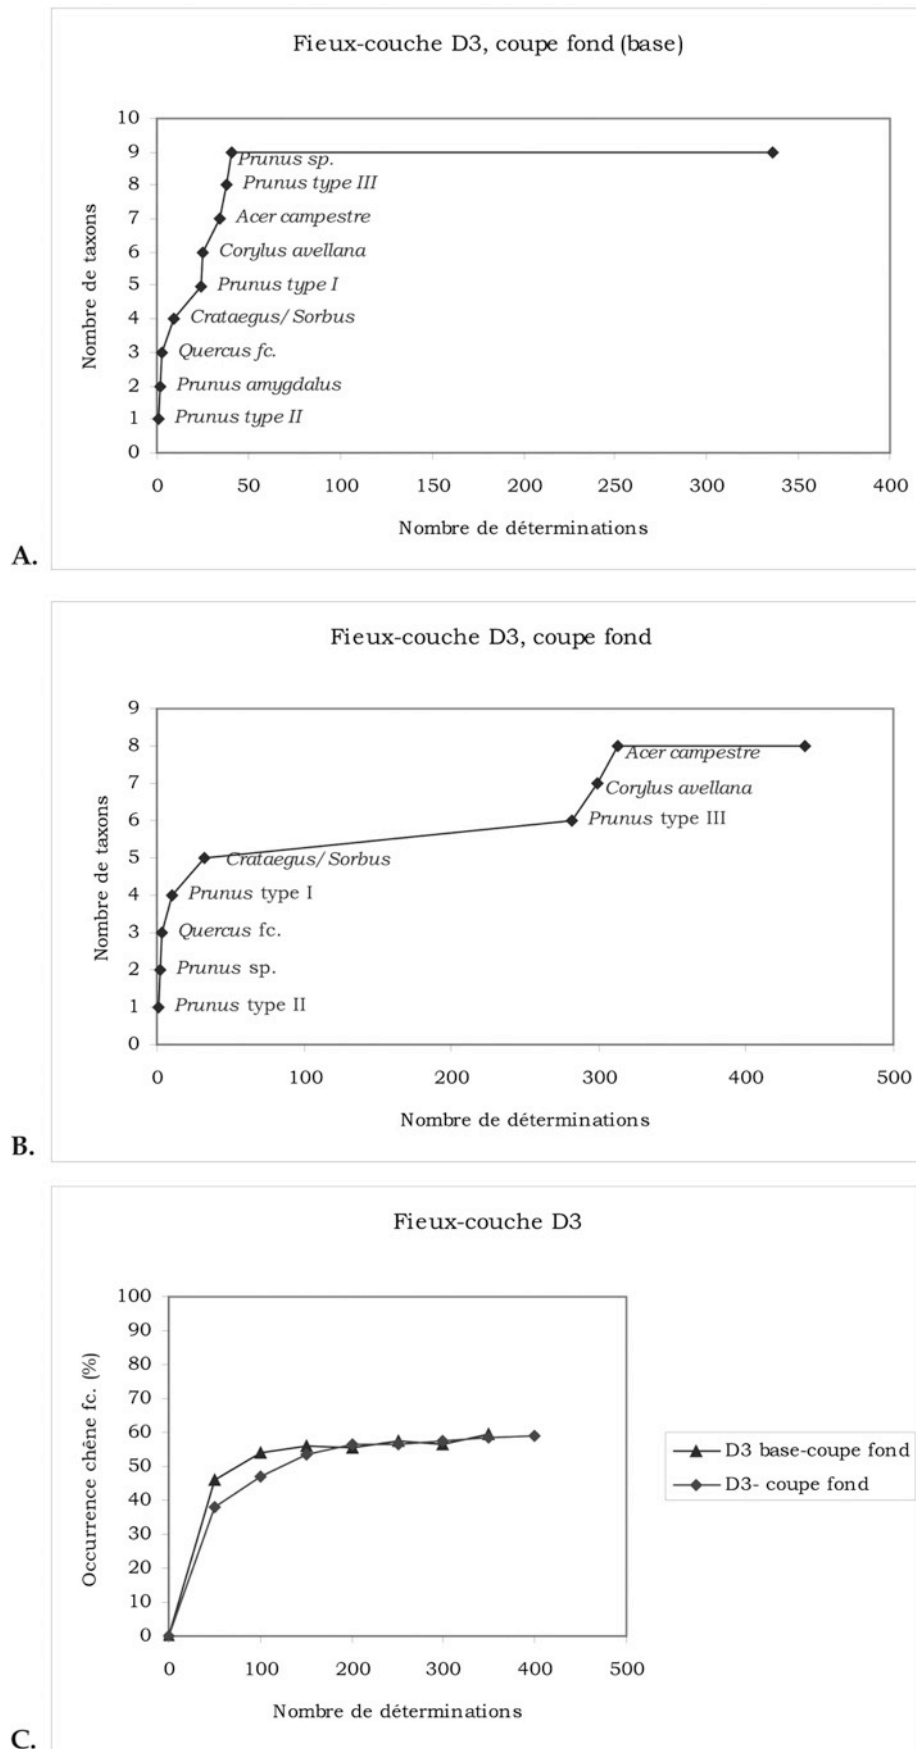 Fieux-couche D3, coupe fond (base)
Nombre de taxons
10
9
8
7
6
5
4
3
2
1
0
Prunus sp.
Prunus type III
Acer campestre
Corylus avellana
Prunus type I
Crataegus/Sorbus
Quercus fc.
Prunus amygdalus
Prunus type II
0 50 100 150 200 250 300 350 400
Nombre de déterminations
A.
Fieux-couche D3, coupe fond
Nombre de taxons
9
8
7
6
5
4
3
2
1
0
Acer campestre
Corylus avellana
Prunus type III
Crataegus/Sorbus
Prunus type I
Quercus fc.
Prunus sp.
Prunus type II
0 100 200 300 400 500
Nombre de déterminations
B.
Fieux-couche D3
Occurrence chêne fc. (%)
100
90
80
70
60
50
40
30
20
10
0
0 100 200 300 400 500
Nombre de déterminations
D3 base-coupe fond
D3- coupe fond
C.